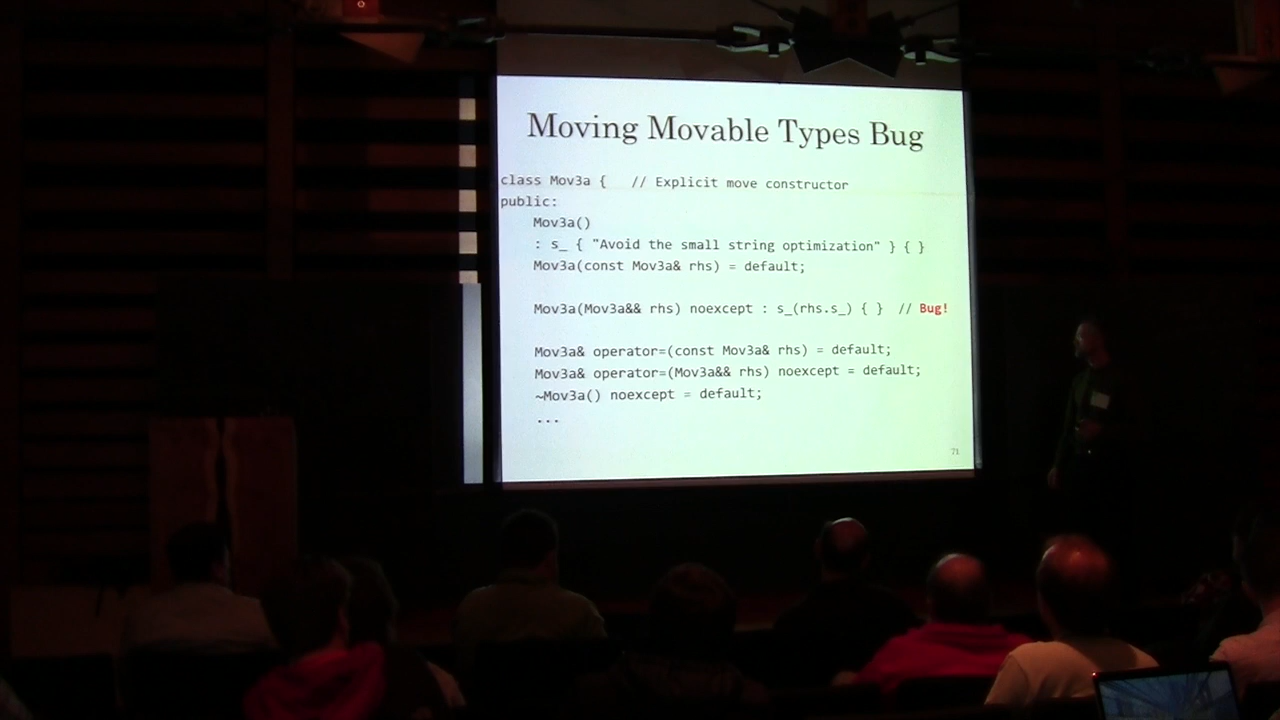 Moving Movable Types Bug
class Mov3a { // Explicit move constructor
public:
Mov3a()
: s_ { "Avoid the small string optimization" } { }
Mov3a(const Mov3a& rhs) = default;
Mov3a(Mov3a&& rhs) noexcept : s_(rhs.s_) { } // Bug!
Mov3a& operator=(const Mov3a& rhs) = default;
Mov3a& operator=(Mov3a&& rhs) noexcept = default;
~Mov3a() noexcept = default;
...
71